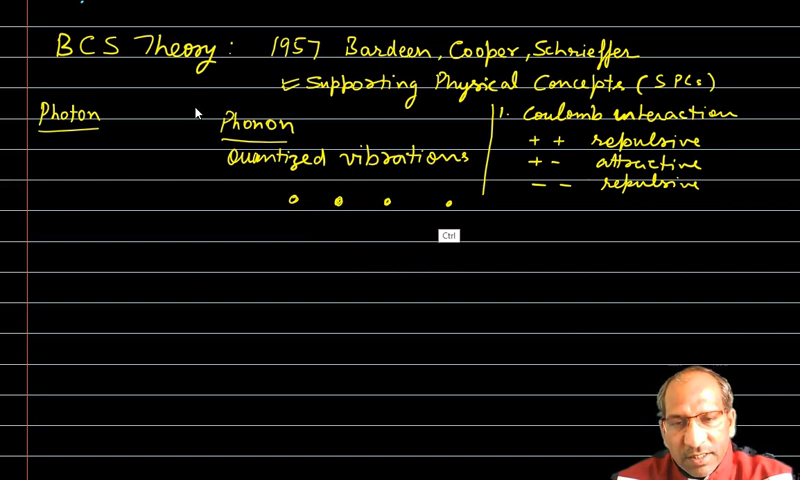 BCS Theory : 1957 Bardeen, Cooper, Schrieffer
Supporting Physical Concepts (SPCs)
Photon
Phonon
Quantized vibrations
1. Coulomb interaction
+ + repulsive
+ - attractive
- - repulsive
Ctrl